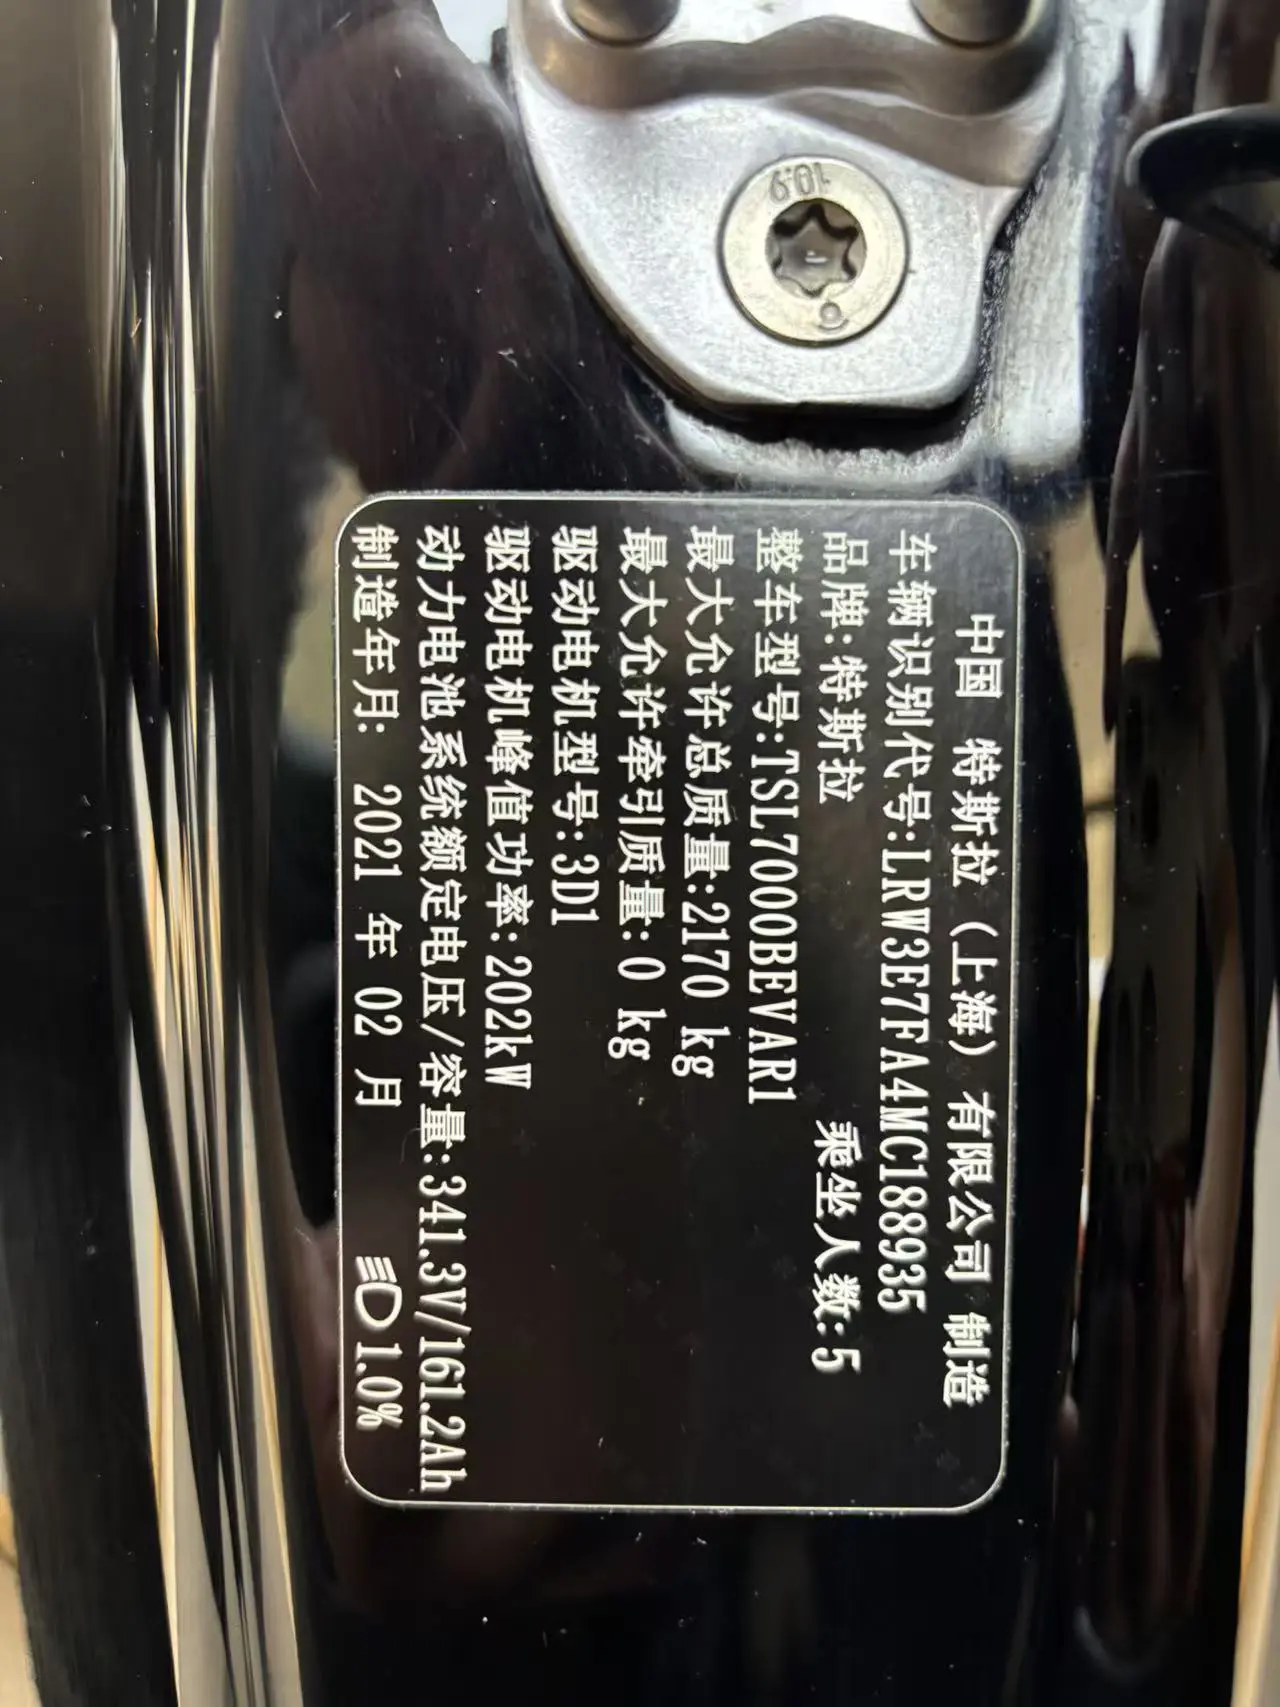 10.9
中国 特斯拉（上海）有限公司 制造
车辆识别代号:LRW3E7FA4MC188935
品牌:特斯拉 乘坐人数:5
整车型号:TSL7000BEVAR1
最大允许总质量:2170 kg
最大允许牵引质量:0 kg
驱动电机型号:3D1
驱动电机峰值功率:202kW
动力电池系统额定电压/容量:341.3V/161.2Ah
制造年月: 2021 年 02 月 1.0%